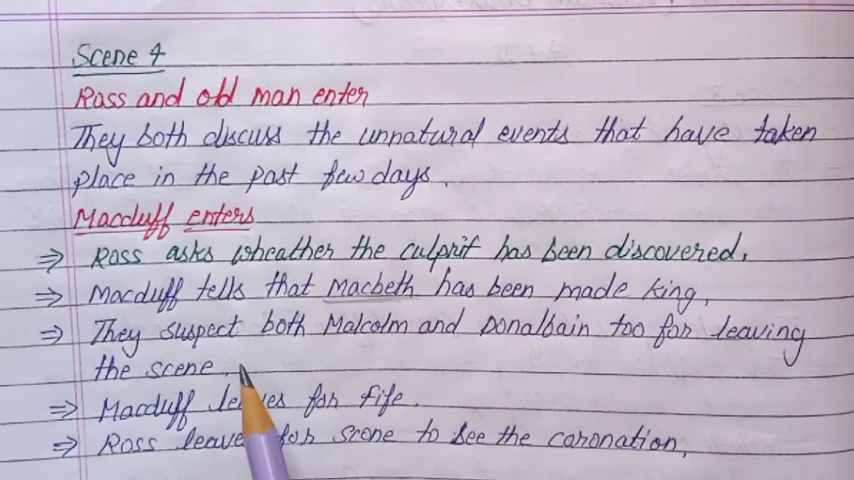 Scene 4
Ross and old man enter
They both discuss the unnatural events that have taken
place in the past few days.
Macduff enters
⇒ Ross asks wheather the culprit has been discovered.
⇒ Macduff tells that Macbeth has been made king.
⇒ They suspect both Malcolm and Donalbain too for leaving
the scene.
⇒ Macduff leaves for fife.
⇒ Ross leaves for scone to see the coronation,